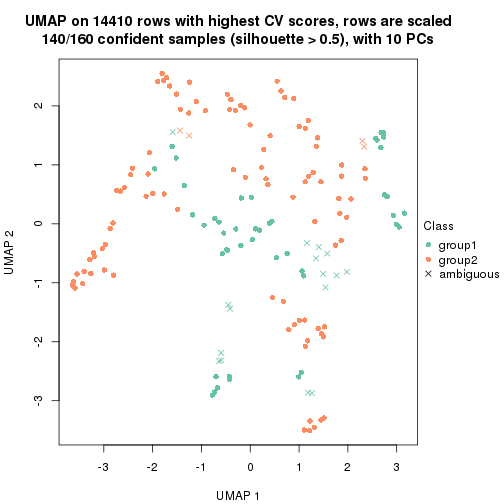 UMAP on 14410 rows with highest CV scores, rows are scaled
140/160 confident samples (silhouette > 0.5), with 10 PCs
2
1
0
-1
-2
-3
UMAP 2
-3
-2
-1
0
1
2
3
UMAP 1
Class
group1
group2
ambiguous